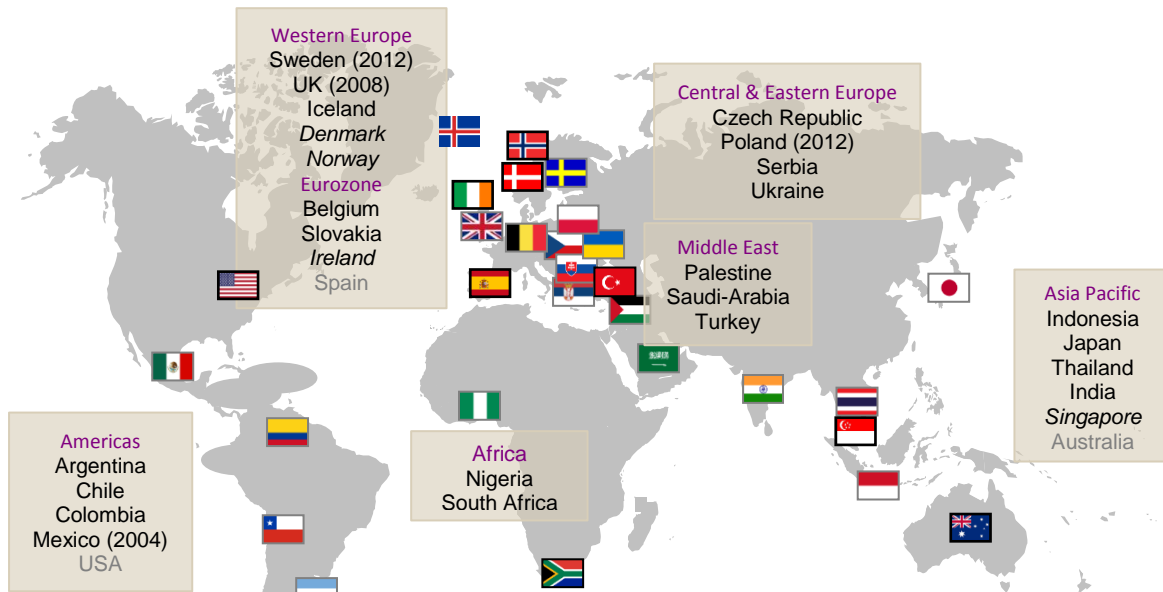 Western Europe
Sweden (2012)
UK (2008)
Iceland
Denmark
Norway
Eurozone
Belgium
Slovakia
Ireland
Spain
Central & Eastern Europe
Czech Republic
Poland (2012)
Serbia
Ukraine
Middle East
Palestine
Saudi-Arabia
Turkey
Asia Pacific
Indonesia
Japan
Thailand
India
Singapore
Australia
Americas
Argentina
Chile
Colombia
Mexico (2004)
USA
Africa
Nigeria
South Africa